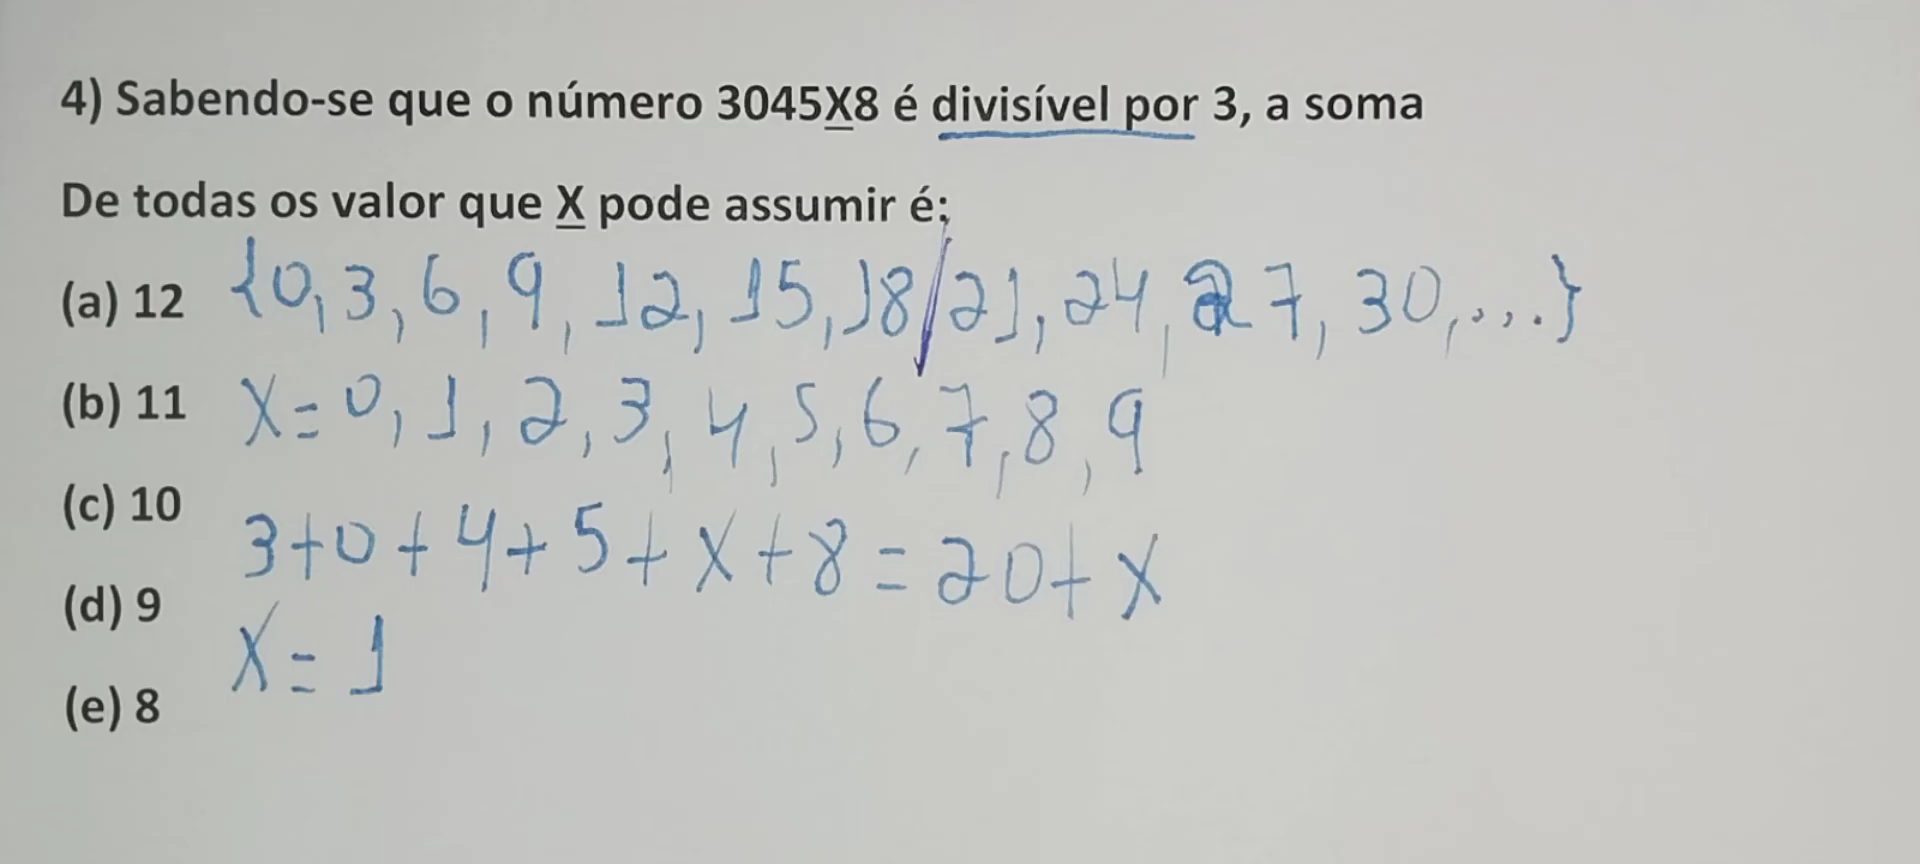 4) Sabendo-se que o número 3045X8 é divisível por 3, a soma
De todas os valor que X pode assumir é:
(a) 12 {0, 3, 6, 9, 12, 15, 18/21, 24, 27, 30, ...}
(b) 11 X = 0, 1, 2, 3, 4, 5, 6, 7, 8, 9
(c) 10 3+0+4+5+X+8=20+X
(d) 9 X = 1
(e) 8